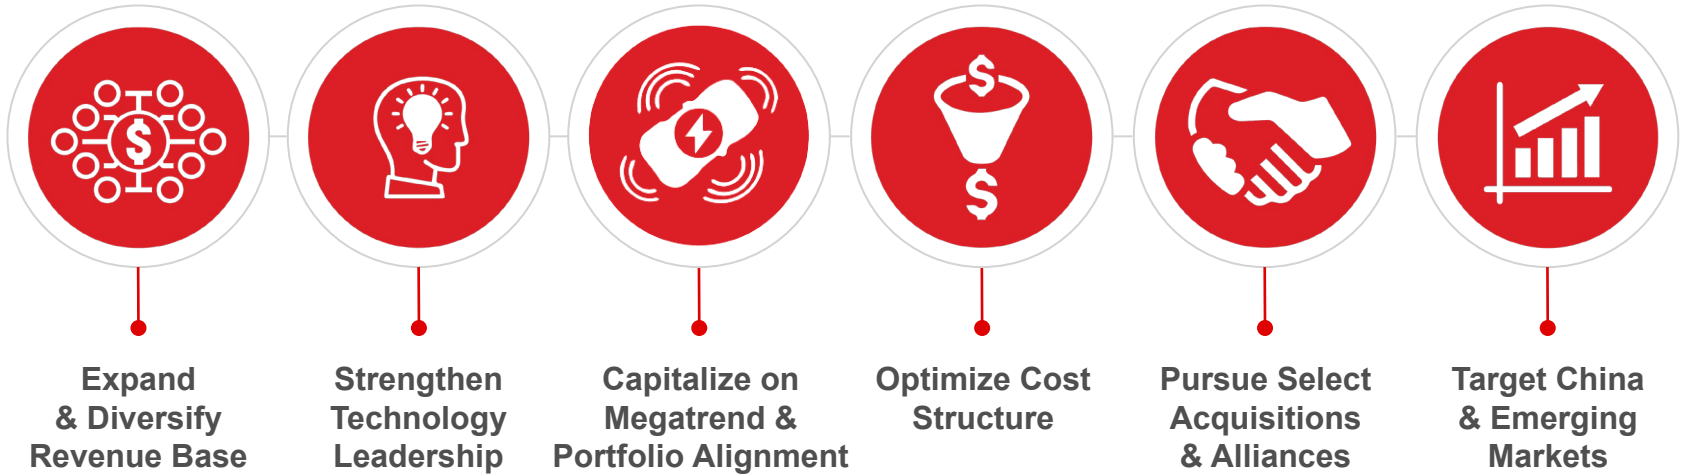 Expand
& Diversify
Revenue Base
Strengthen
Technology
Leadership
Capitalize on
Megatrend &
Portfolio Alignment
Optimize Cost
Structure
Pursue Select
Acquisitions
& Alliances
Target China
& Emerging
Markets